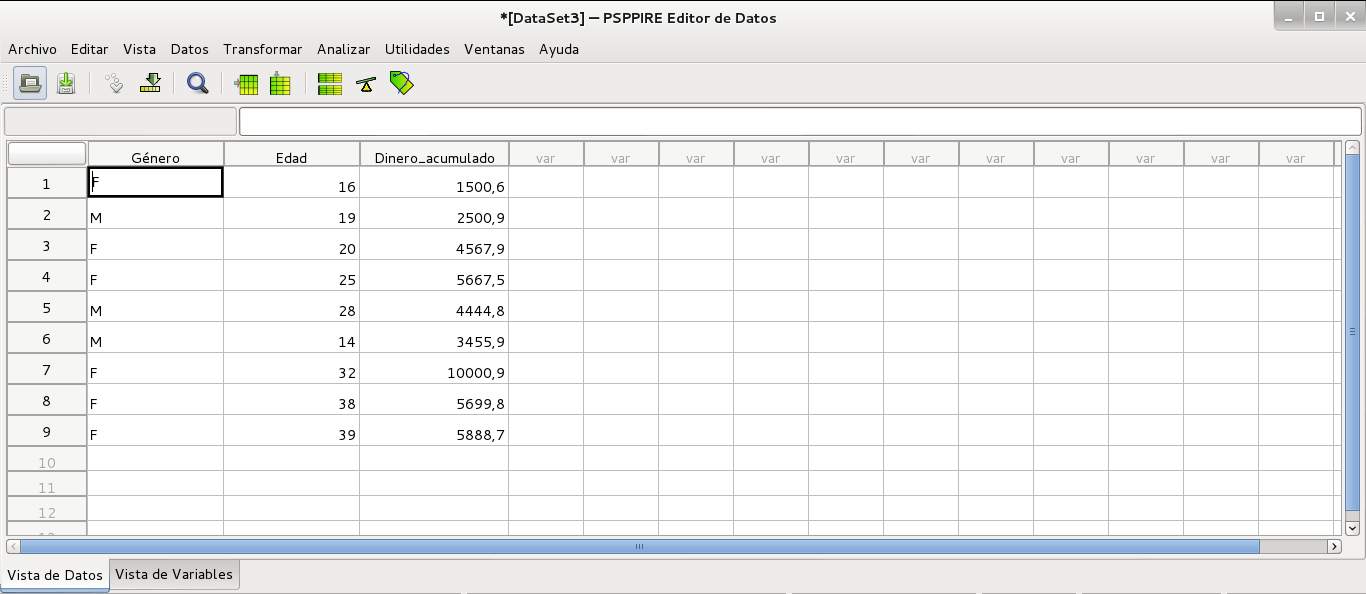 *[DataSet3] — PSPPIRE Editor de Datos
Archivo Editar Vista Datos Transformar Analizar Utilidades Ventanas Ayuda
Género Edad Dinero_acumulado var var var var var var var var var var var
1 F 16 1500,6
2 M 19 2500,9
3 F 20 4567,9
4 F 25 5667,5
5 M 28 4444,8
6 M 14 3455,9
7 F 32 10000,9
8 F 38 5699,8
9 F 39 5888,7
10
11
12
Vista de Datos Vista de Variables